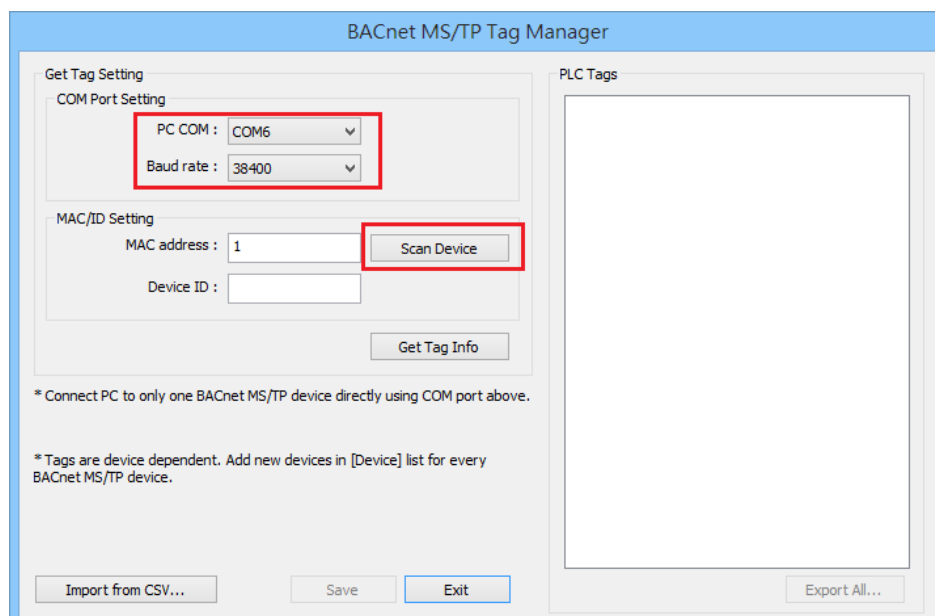 BACnet MS/TP Tag Manager
Get Tag Setting
COM Port Setting
PC COM :
COM6
Baud rate :
38400
MAC/ID Setting
MAC address :
1
Scan Device
Device ID :
Get Tag Info
* Connect PC to only one BACnet MS/TP device directly using COM port above.
* Tags are device dependent. Add new devices in [Device] list for every
BACnet MS/TP device.
Import from CSV...
Save
Exit
PLC Tags
Export All...